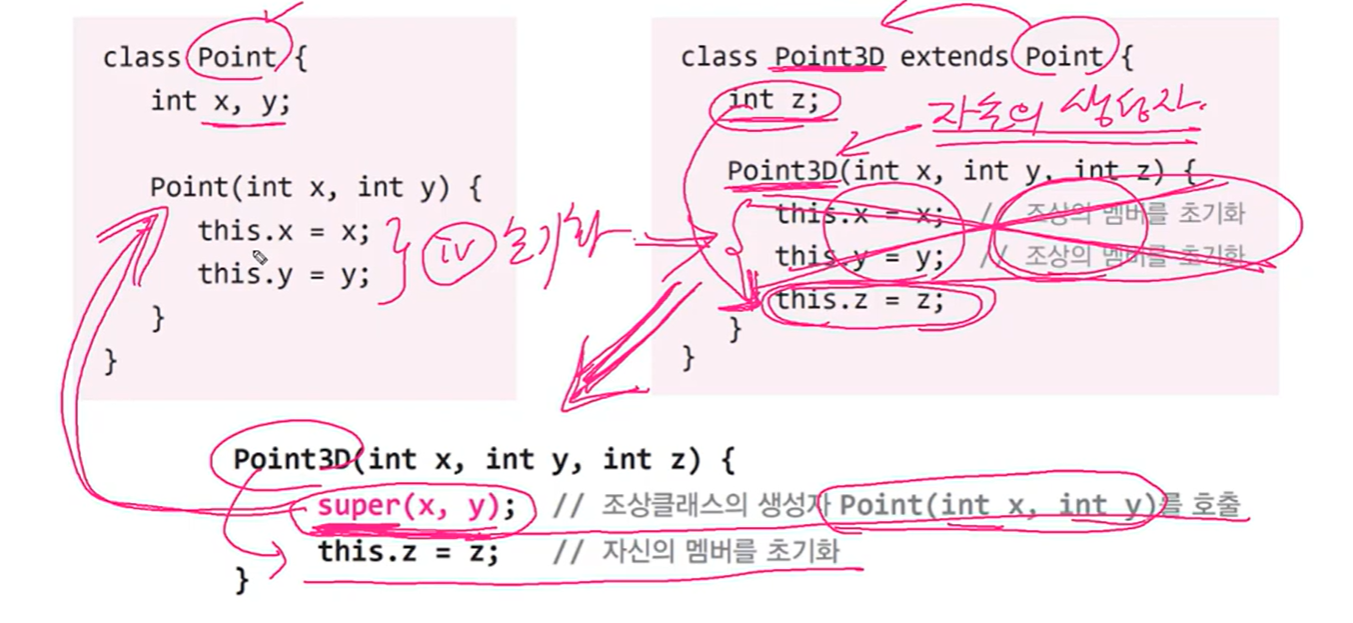 class Point {
int x, y;
Point(int x, int y) {
this.x = x;
this.y = y;
}
}
iv 초기화
class Point3D extends Point {
int z;
자손의 생성자.
Point3D(int x, int y, int z) {
this.x = x; // 조상의 멤버를 초기화
this.y = y; // 조상의 멤버를 초기화
this.z = z;
}
}
Point3D(int x, int y, int z) {
super(x, y); // 조상클래스의 생성자 Point(int x, int y)를 호출
this.z = z; // 자신의 멤버를 초기화
}